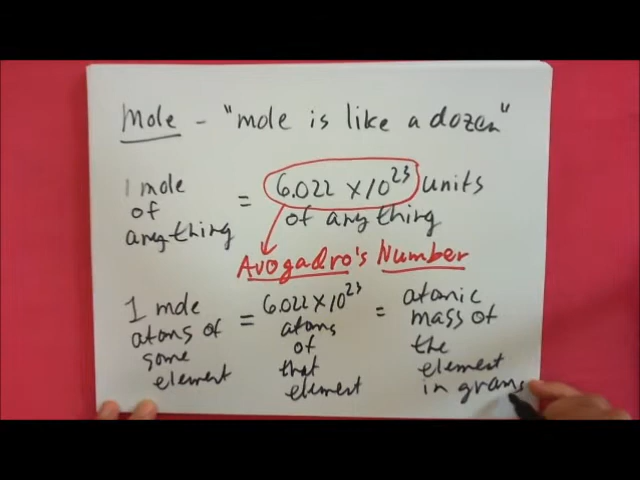 Mole - "mole is like a dozen"
1 mole = 6.022 X 10^23 units
of of anything
anything
Avogadro's Number
1 mole = 6.022 X 10^23 = atomic
atoms of atoms mass of
some of the
element that element
element in grams